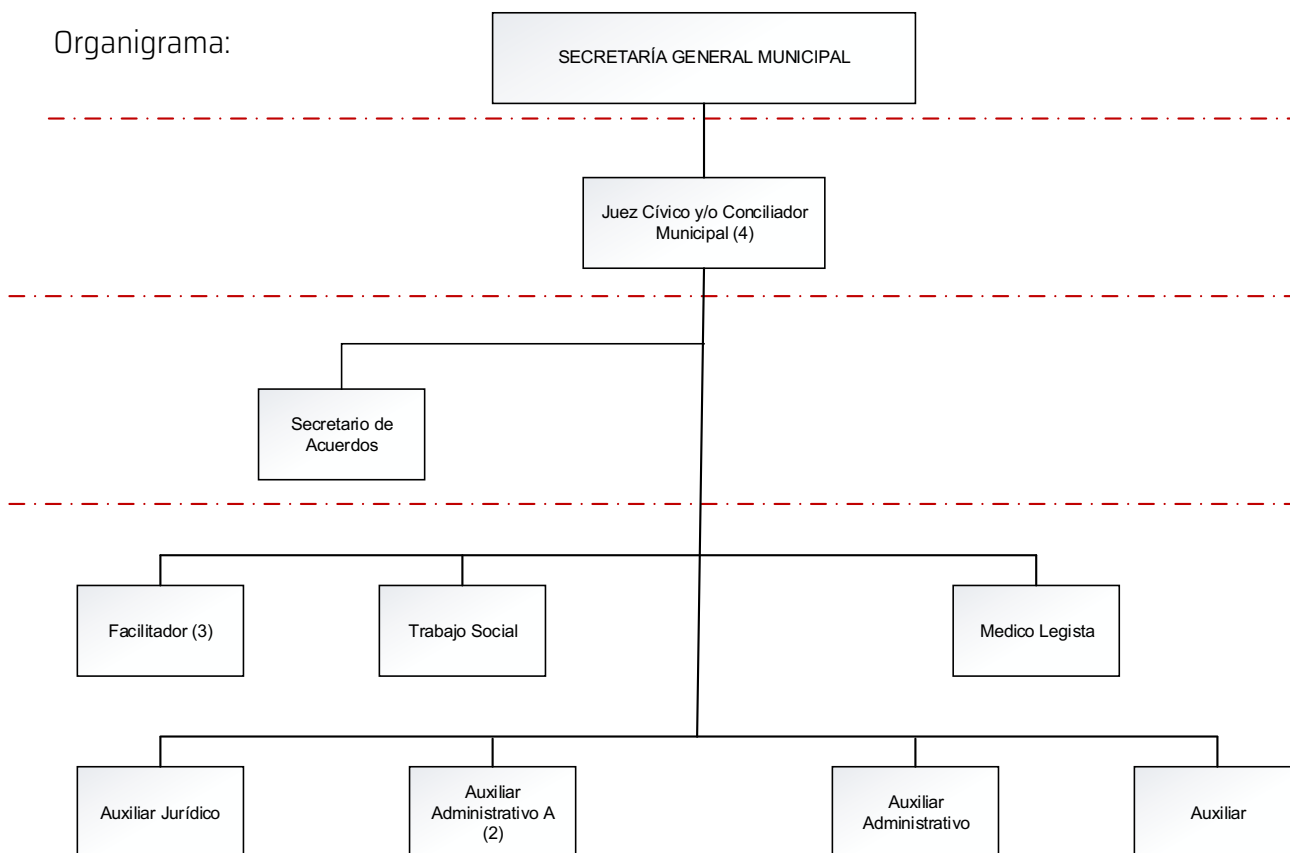 Organigrama:
SECRETARÍA GENERAL MUNICIPAL
Juez Cívico y/o Conciliador
Municipal (4)
Secretario de
Acuerdos
Facilitador (3)
Trabajo Social
Medico Legista
Auxiliar Jurídico
Auxiliar
Administrativo A
(2)
Auxiliar
Administrativo
Auxiliar